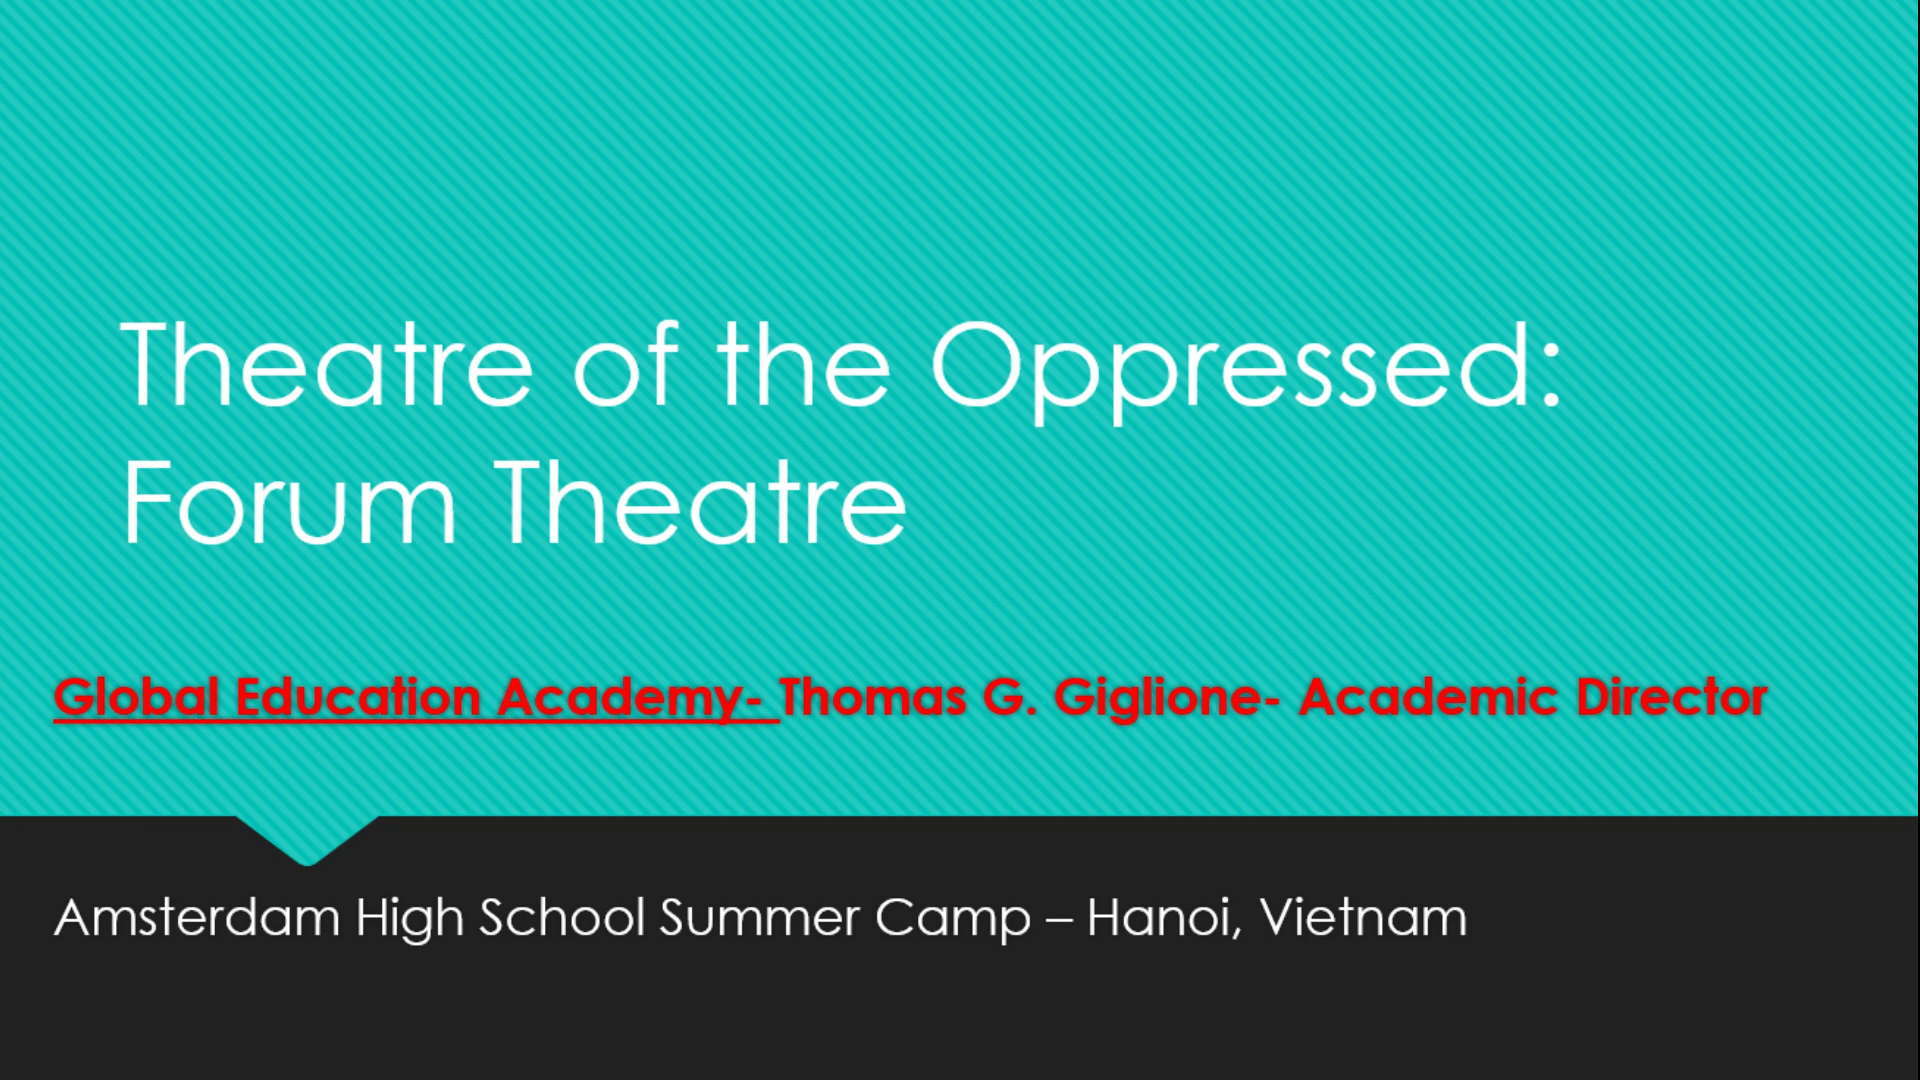 Theatre of the Oppressed:
Forum Theatre
Global Education Academy- Thomas G. Giglione- Academic Director
Amsterdam High School Summer Camp – Hanoi, Vietnam